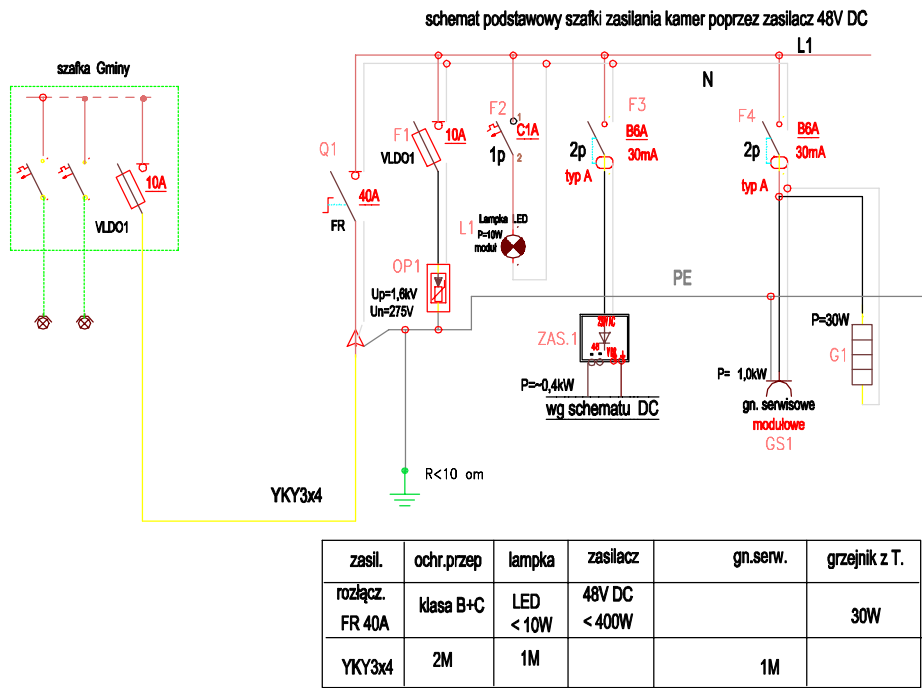 schemat podstawowy szafki zasilania kamer poprzez zasilacz 48V DC
L1
szafka Gminy
N
F1
10A
VLDO1
F2
1
C1A
1p
2
F3
B6A
2p
30mA
typ A
F4
B6A
2p
30mA
typ A
Q1
40A
FR
10A
VLDO1
L1
Lampka LED
P=10W
moduł
OP1
Up=1,6kV
Un=275V
PE
ZAS.1
48
P=~0,4kW
wg schematu DC
P=30W
G1
P= 1,0kW
gn. serwisowe
modułowe
GS1
R<10 om
YKY3x4
zasil.
ochr.przep
lampka
zasilacz
gn.serw.
grzejnik z T.
rozłącz.
FR 40A
klasa B+C
LED
< 10W
48V DC
< 400W
30W
YKY3x4
2M
1M
1M